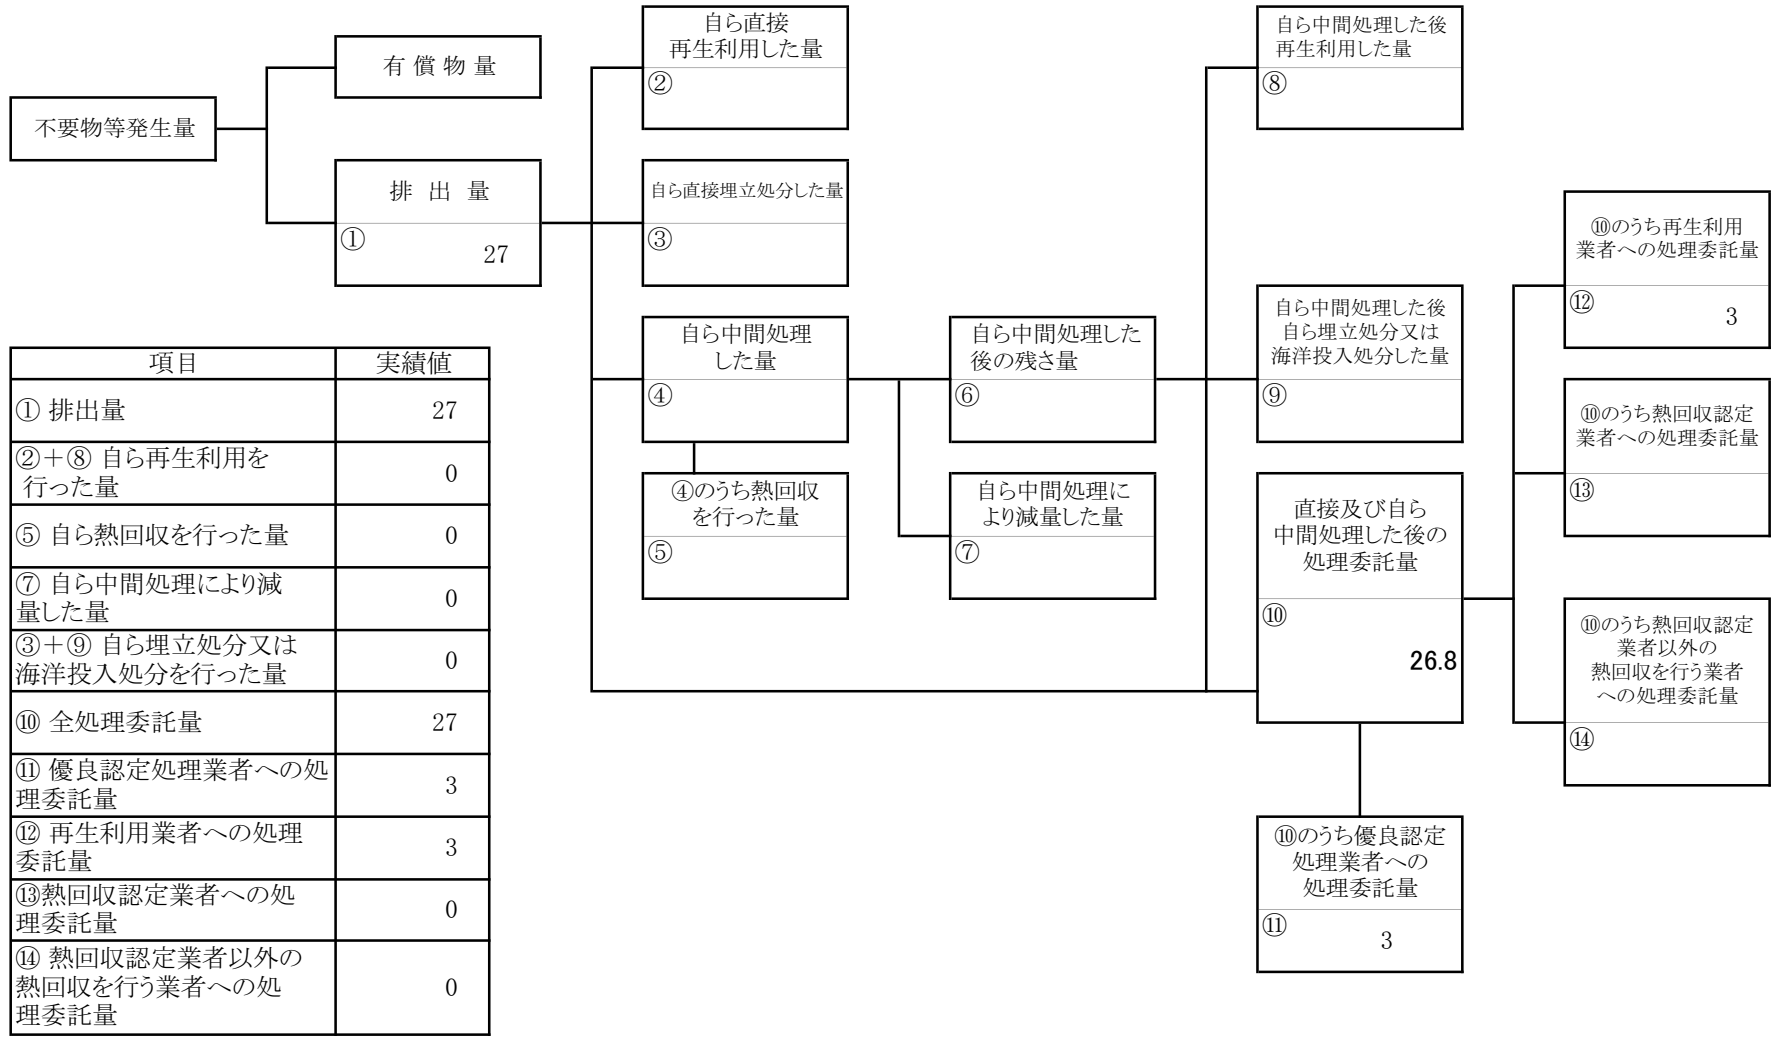 不要物等発生量
有 償 物 量
排 出 量
①
27
自ら直接
再生利用した量
②
自ら直接埋立処分した量
③
自ら中間処理
した量
④
④のうち熱回収
を行った量
⑤
自ら中間処理した
後の残さ量
⑥
自ら中間処理に
より減量した量
⑦
自ら中間処理した後
再生利用した量
⑧
自ら中間処理した後
自ら埋立処分又は
海洋投入処分した量
⑨
直接及び自ら
中間処理した後の
処理委託量
⑩
26.8
⑩のうち優良認定
処理業者への
処理委託量
⑪
3
⑩のうち再生利用
業者への処理委託量
⑫
3
⑩のうち熱回収認定
業者への処理委託量
⑬
⑩のうち熱回収認定
業者以外の
熱回収を行う業者
への処理委託量
⑭
項目 実績値
① 排出量 27
②+⑧ 自ら再生利用を
行った量 0
⑤ 自ら熱回収を行った量 0
⑦ 自ら中間処理により減
量した量 0
③+⑨ 自ら埋立処分又は
海洋投入処分を行った量 0
⑩ 全処理委託量 27
⑪ 優良認定処理業者への処
理委託量 3
⑫ 再生利用業者への処理
委託量 3
⑬熱回収認定業者への処
理委託量 0
⑭ 熱回収認定業者以外の
熱回収を行う業者への処
理委託量 0